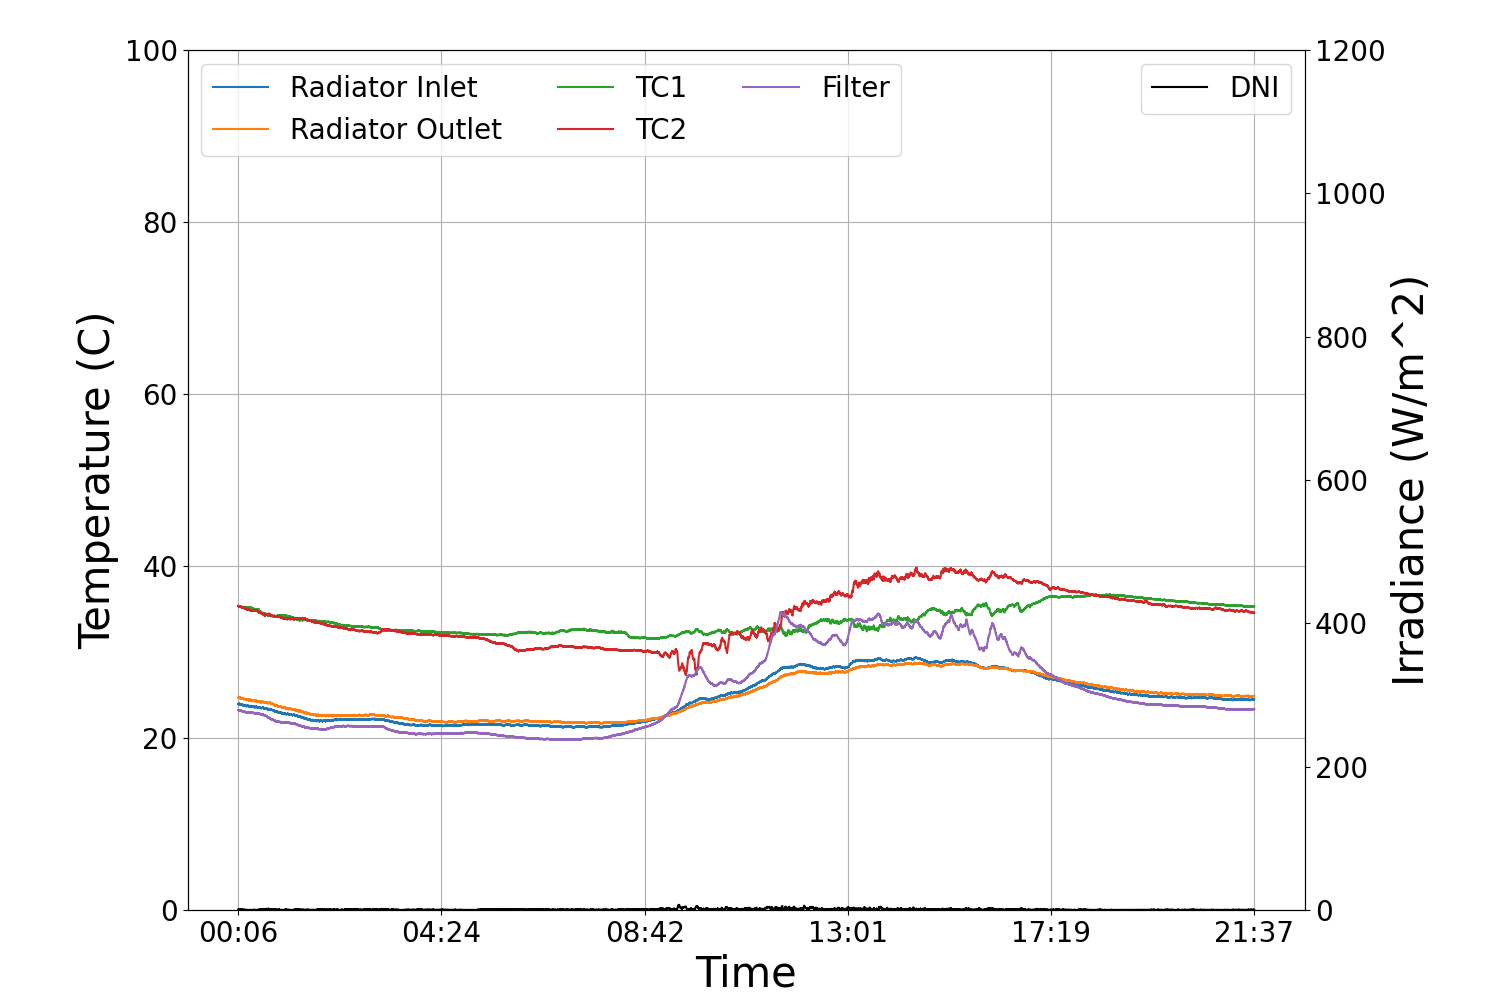 100
80
60
40
20
0
Temperature (C)
Radiator Inlet
Radiator Outlet
TC1
TC2
Filter
DNI
1200
1000
800
600
400
200
0
Irradiance (W/m^2)
00:06 04:24 08:42 13:01 17:19 21:37
Time